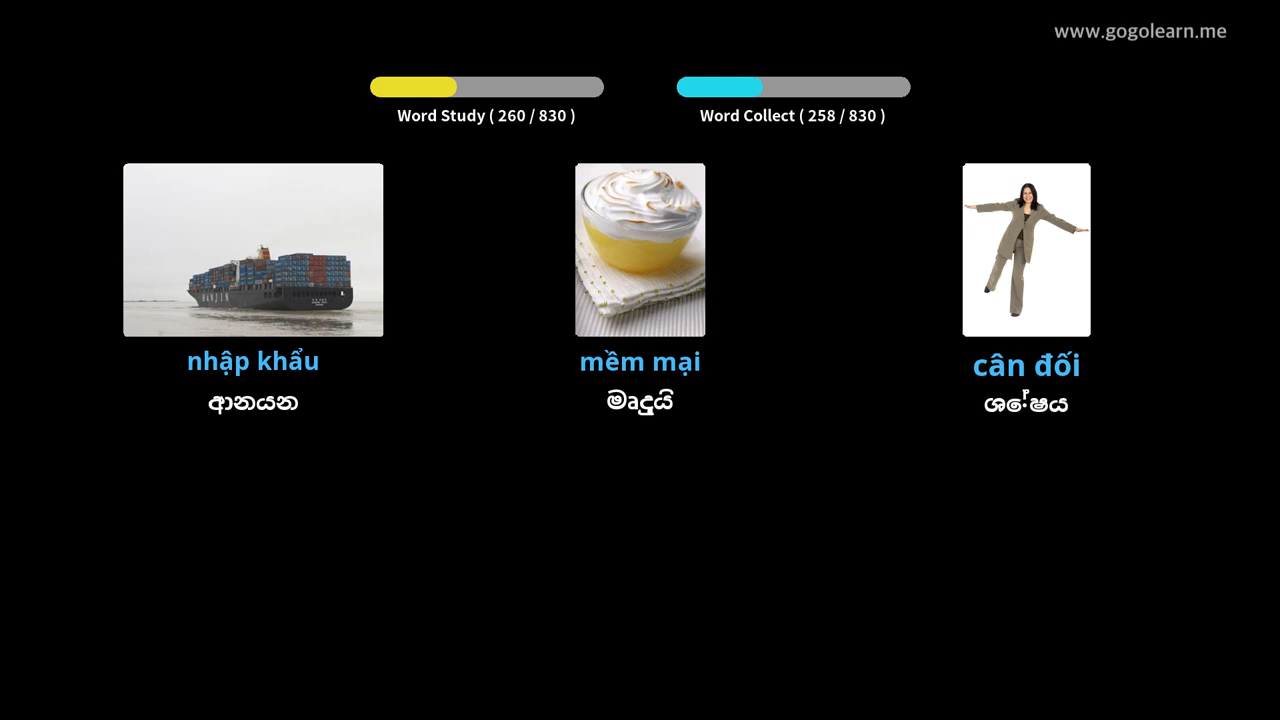 www.gogolearn.me
Word Study ( 260 / 830 )
Word Collect ( 258 / 830 )
nhập khẩu
mềm mại
cân đối
ආනයන
මෘදුයි
ශේෂය